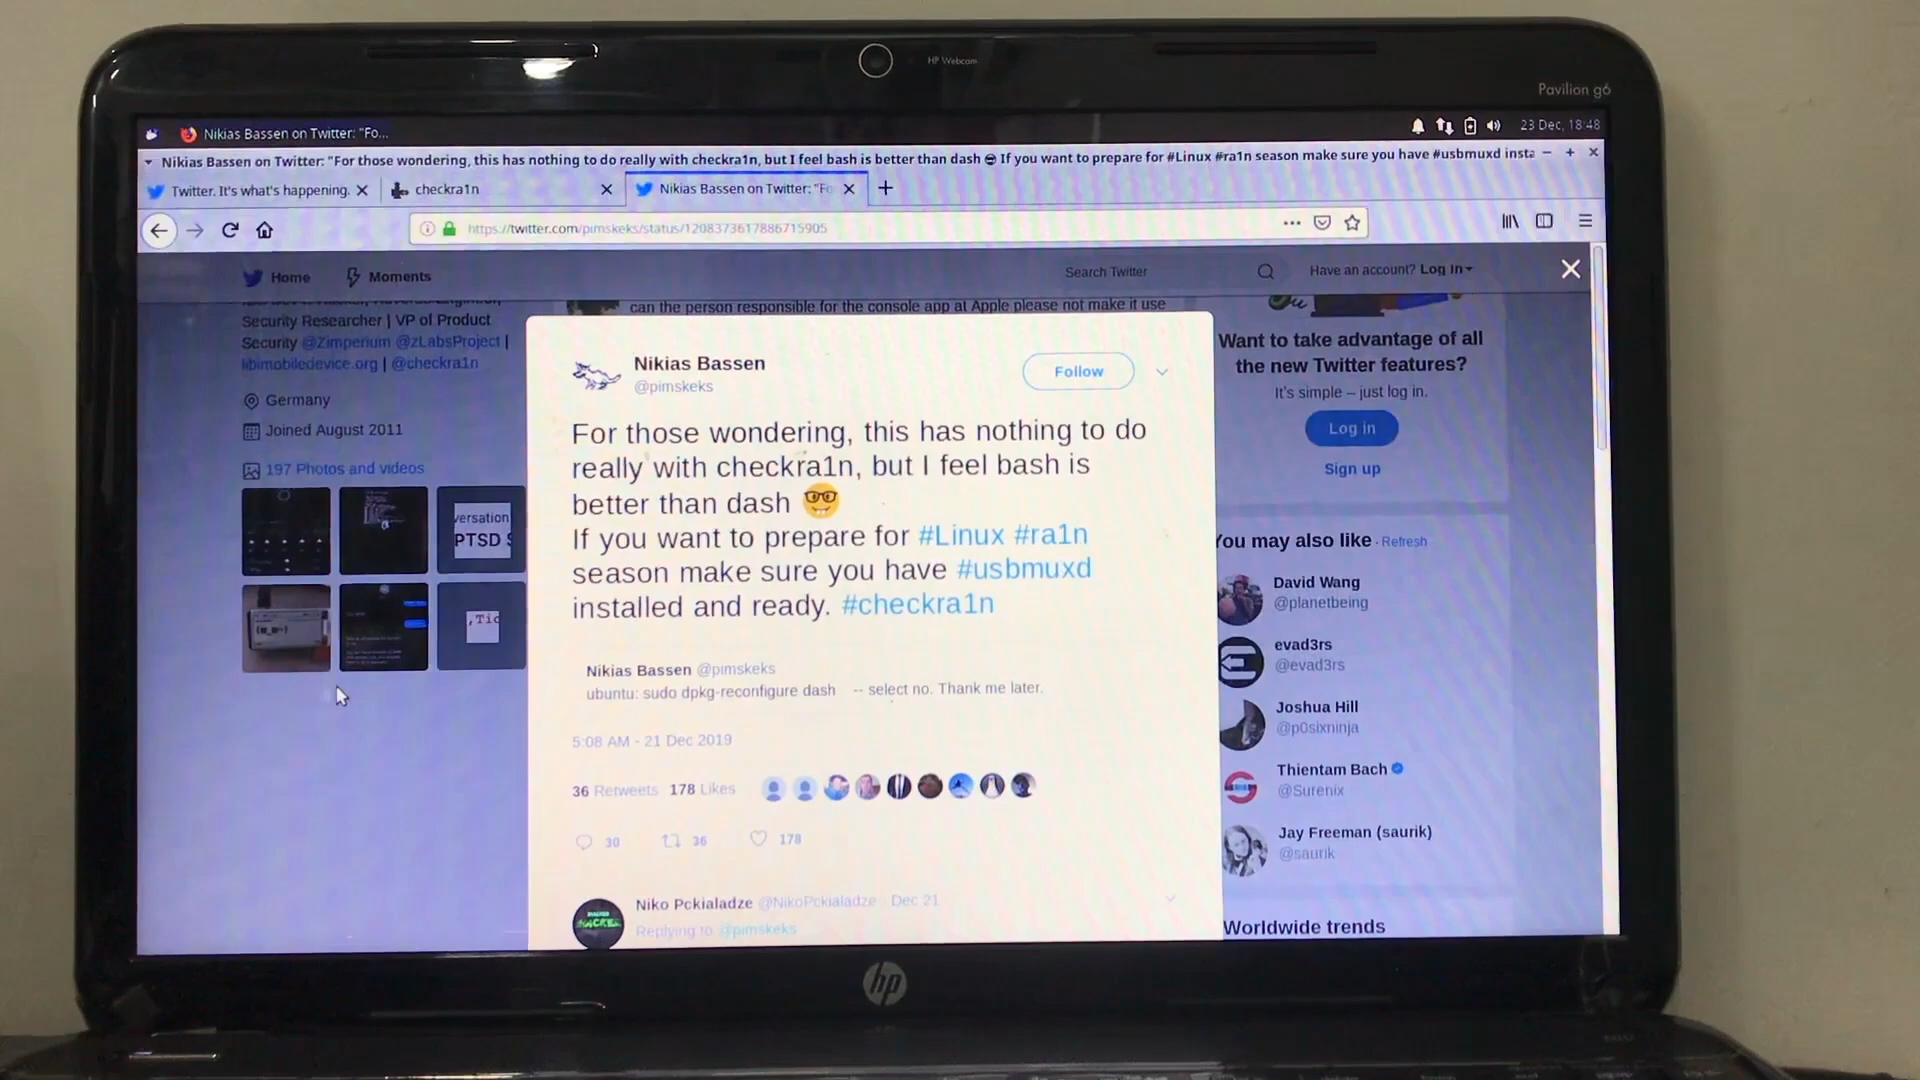 HP Webcam
Pavilion g6
Nikias Bassen on Twitter: "Fo...
23 Dec, 18:48
Nikias Bassen on Twitter: "For those wondering, this has nothing to do really with checkra1n, but I feel bash is better than dash 🤓 If you want to prepare for #Linux #ra1n season make sure you have #usbmuxd insta
Twitter. It's what's happening.
checkra1n
Nikias Bassen on Twitter: "Fo
https://twitter.com/pimskeks/status/1208373617886715905
Home
Moments
Search Twitter
Have an account? Log in
can the person responsible for the console app at Apple please not make it use
Security Researcher | VP of Product
Security @Zimperium @zLabsProject |
libimobiledevice.org | @checkra1n
Germany
Joined August 2011
197 Photos and videos
versation
PTSD S
,Tic
Nikias Bassen
@pimskeks
Follow
For those wondering, this has nothing to do
really with checkra1n, but I feel bash is
better than dash 🤓
If you want to prepare for #Linux #ra1n
season make sure you have #usbmuxd
installed and ready. #checkra1n
Nikias Bassen @pimskeks
ubuntu: sudo dpkg-reconfigure dash -- select no. Thank me later.
5:08 AM - 21 Dec 2019
36 Retweets 178 Likes
30 36 178
Niko Pckialadze @NikoPckialadze Dec 21
Replying to @pimskeks
Want to take advantage of all
the new Twitter features?
It's simple – just log in.
Log in
Sign up
You may also like · Refresh
David Wang
@planetbeing
evad3rs
@evad3rs
Joshua Hill
@p0sixninja
Thientam Bach
@Surenix
Jay Freeman (saurik)
@saurik
Worldwide trends
hp